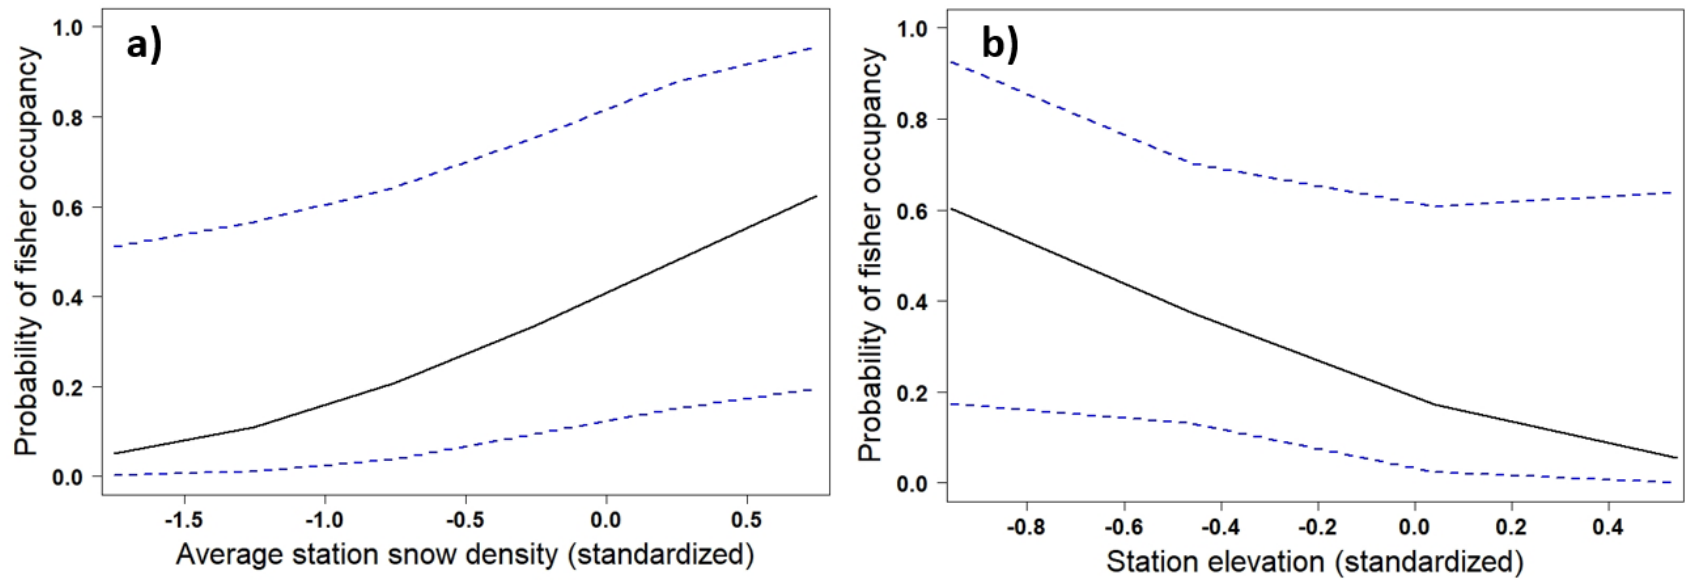 a)
Probability of fisher occupancy
1.0
0.8
0.6
0.4
0.2
0.0
-1.5 -1.0 -0.5 0.0 0.5
Average station snow density (standardized)
b)
Probability of fisher occupancy
1.0
0.8
0.6
0.4
0.2
0.0
-0.8 -0.6 -0.4 -0.2 0.0 0.2 0.4
Station elevation (standardized)